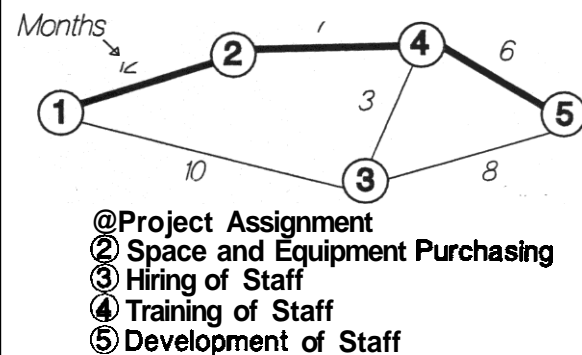 Months
2
4
6
1
3
5
10
3
8
@Project Assignment
② Space and Equipment Purchasing
③ Hiring of Staff
④ Training of Staff
⑤ Development of Staff